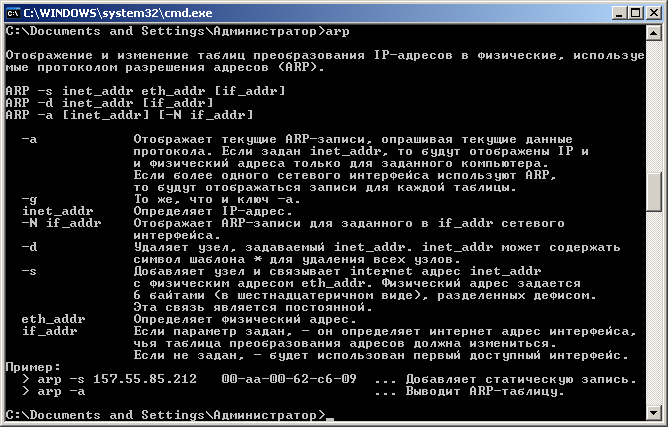 C:\WINDOWS\system32\cmd.exe
C:\Documents and Settings\Администратор>arp
Отображение и изменение таблиц преобразования IP-адресов в физические, используе
мые протоколом разрешения адресов (ARP).
ARP -s inet_addr eth_addr [if_addr]
ARP -d inet_addr [if_addr]
ARP -a [inet_addr] [-N if_addr]
-a Отображает текущие ARP-записи, опрашивая текущие данные
протокола. Если задан inet_addr, то будут отображены IP и
и физический адреса только для заданного компьютера.
Если более одного сетевого интерфейса используют ARP,
то будут отображаться записи для каждой таблицы.
-g То же, что и ключ -a.
inet_addr Определяет IP-адрес.
-N if_addr Отображает ARP-записи для заданного в if_addr сетевого
интерфейса.
-d Удаляет узел, задаваемый inet_addr. inet_addr может содержать
символ шаблона * для удаления всех узлов.
-s Добавляет узел и связывает internet адрес inet_addr
с физическим адресом eth_addr. Физический адрес задается
6 байтами (в шестнадцатеричном виде), разделенных дефисом.
Эта связь является постоянной.
eth_addr Определяет физический адрес.
if_addr Если параметр задан, - он определяет интернет адрес интерфейса,
чья таблица преобразования адресов должна измениться.
Если не задан, - будет использован первый доступный интерфейс.
Пример:
> arp -s 157.55.85.212 00-aa-00-62-c6-09 ... Добавляет статическую запись.
> arp -a ... Выводит ARP-таблицу.
C:\Documents and Settings\Администратор>_